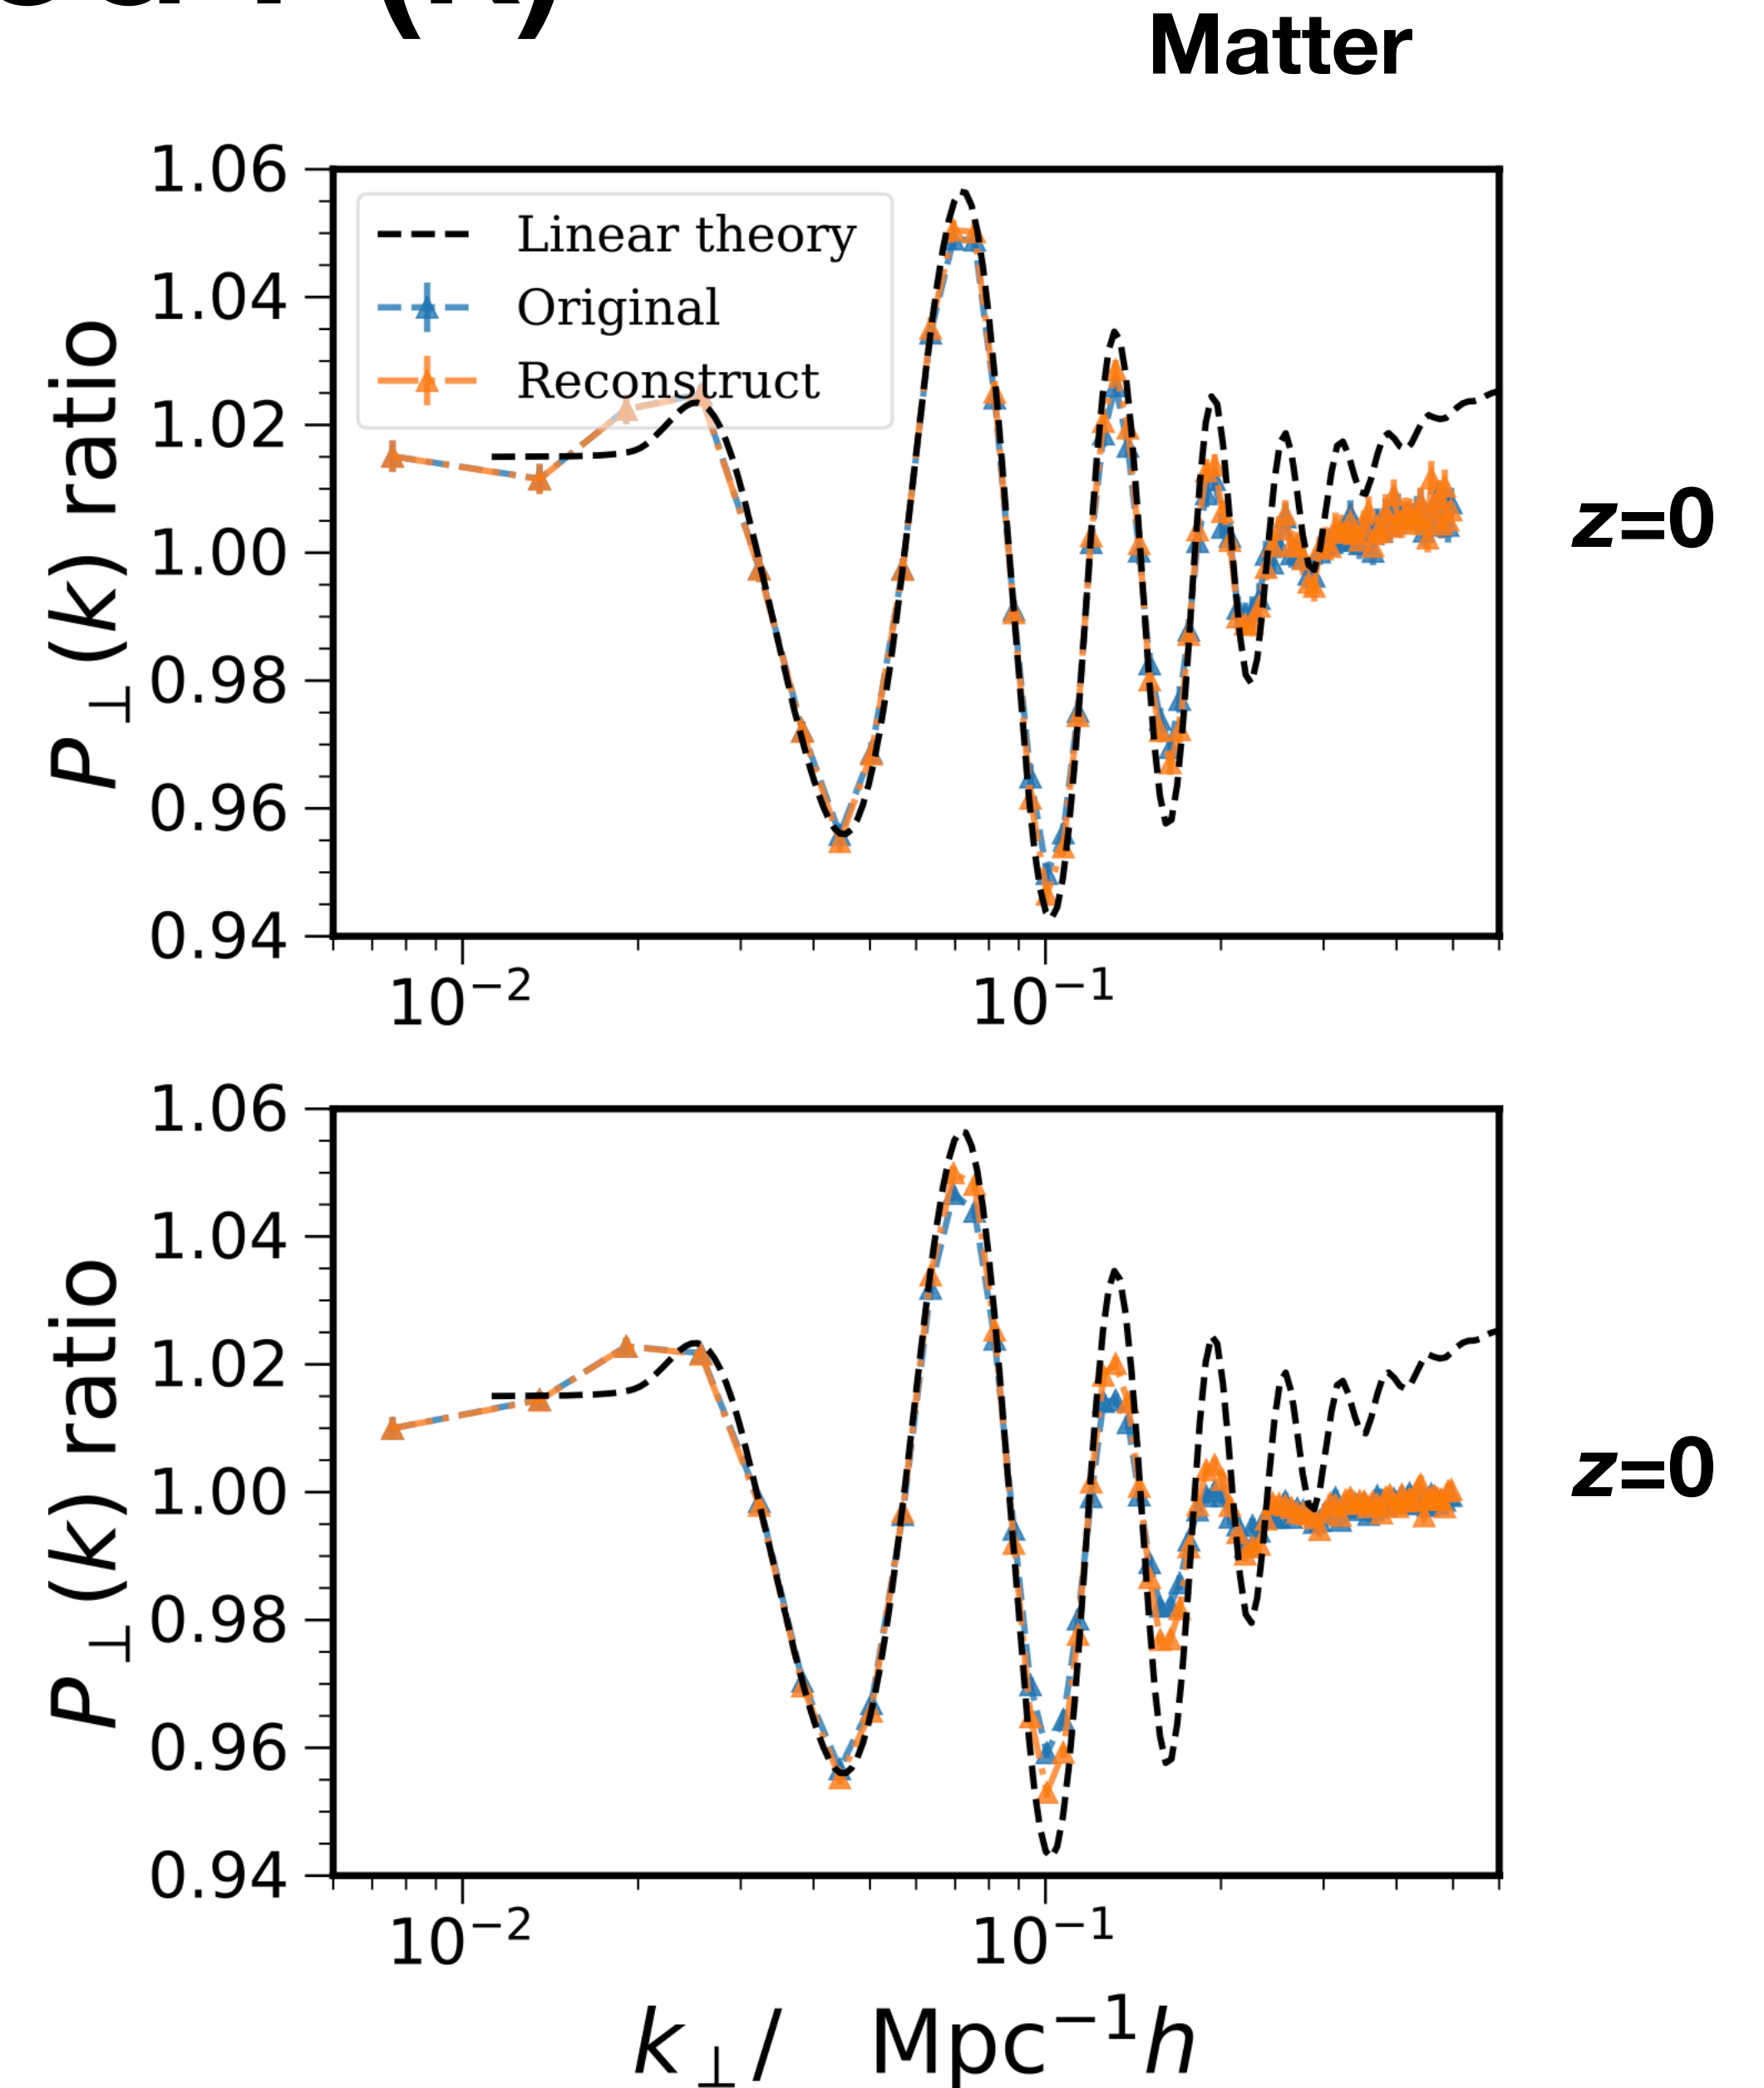 Matter
1.06
1.04
1.02
1.00
0.98
0.96
0.94
P⊥(k) ratio
Linear theory
Original
Reconstruct
10⁻² 10⁻¹
z=0
1.06
1.04
1.02
1.00
0.98
0.96
0.94
P⊥(k) ratio
10⁻² 10⁻¹
z=0
k⊥/ Mpc⁻¹h